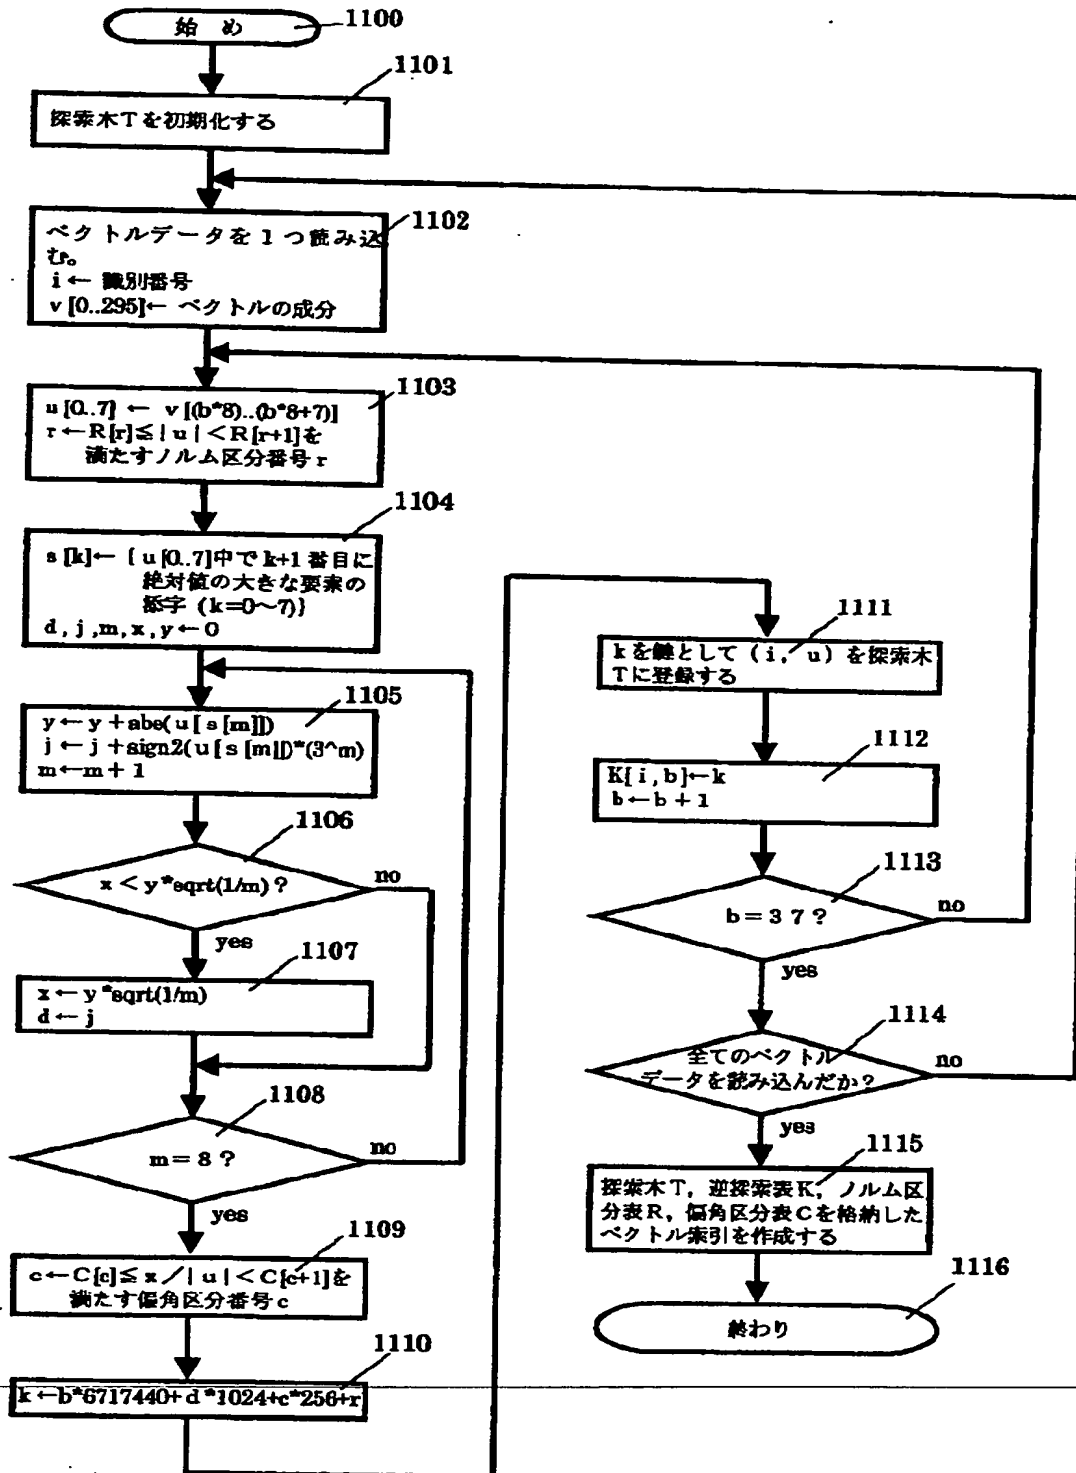 始 め
1100
1101
探索木Tを初期化する
1102
ベクトルデータを1つ読み込
む。
i← 識別番号
v[0..295]← ベクトルの成分
1103
u[0..7] ← v[(b*8)..(b*8+7)]
r←R[r]≦|u|<R[r+1]を
満たすノルム区分番号r
1104
s[k]←{u[0..7]中でk+1番目に
絶対値の大きな要素の
添字 (k=0〜7)}
d,j,m,x,y←0
1105
y←y+abs(u[s[m]])
j←j+sign2(u[s[m]])*(3^m)
m←m+1
1106
x<y*sqrt(1/m)?
no
yes
1107
x←y*sqrt(1/m)
d←j
1108
m=8?
no
yes
1109
c←C[c]≦x/|u|<C[c+1]を
満たす偏角区分番号c
1110
k←b*6717440+d*1024+c*256+r
1111
kを鍵として(i, u)を探索木
Tに登録する
1112
K[i,b]←k
b←b+1
1113
b=37?
no
yes
1114
全てのベクトル
データを読み込んだか?
no
yes
1115
探索木T,逆探索表K,ノルム区
分表R,偏角区分表Cを格納した
ベクトル索引を作成する
1116
終わり